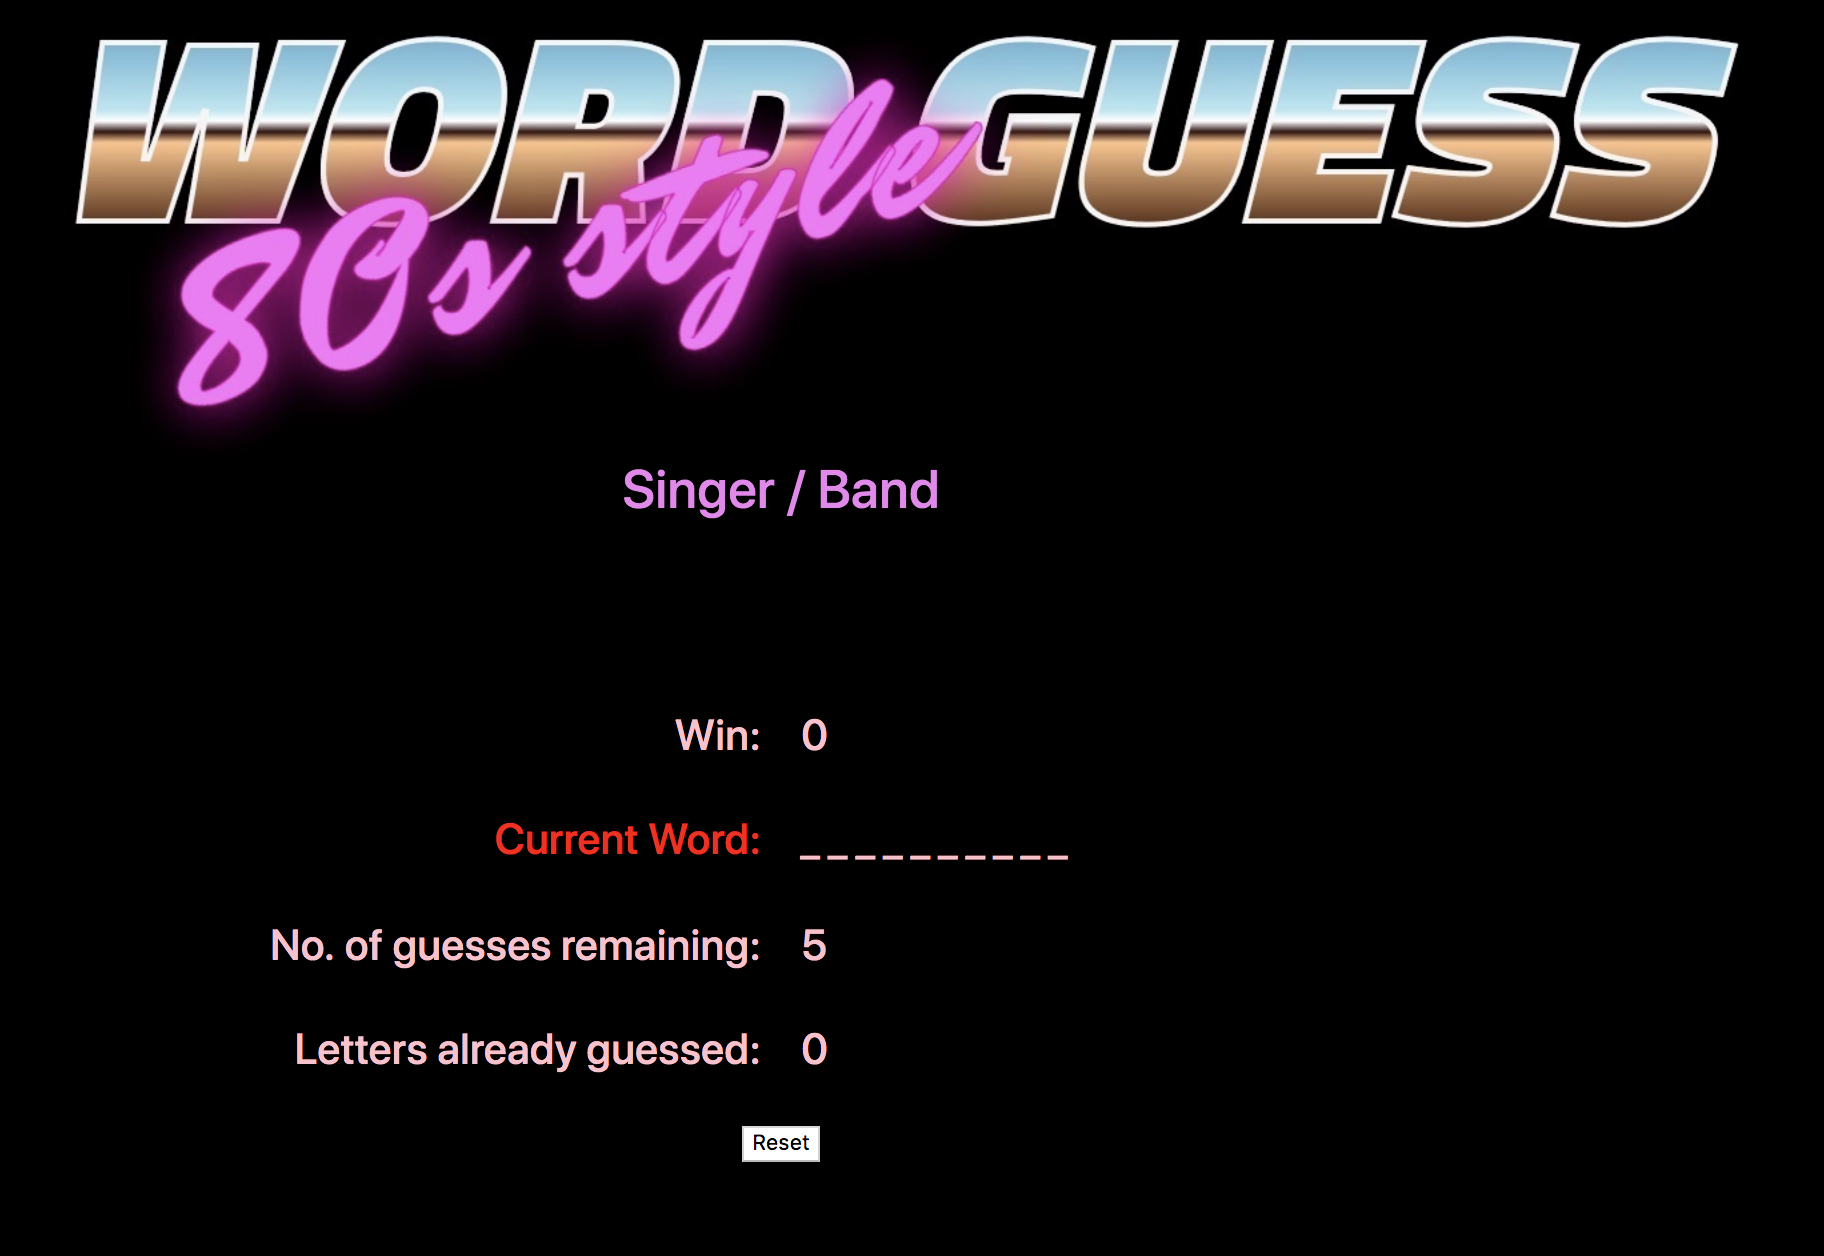 WORD GUESS
80s style
Singer / Band
Win: 0
Current Word: _ _ _ _ _ _ _ _ _ _
No. of guesses remaining: 5
Letters already guessed: 0
Reset